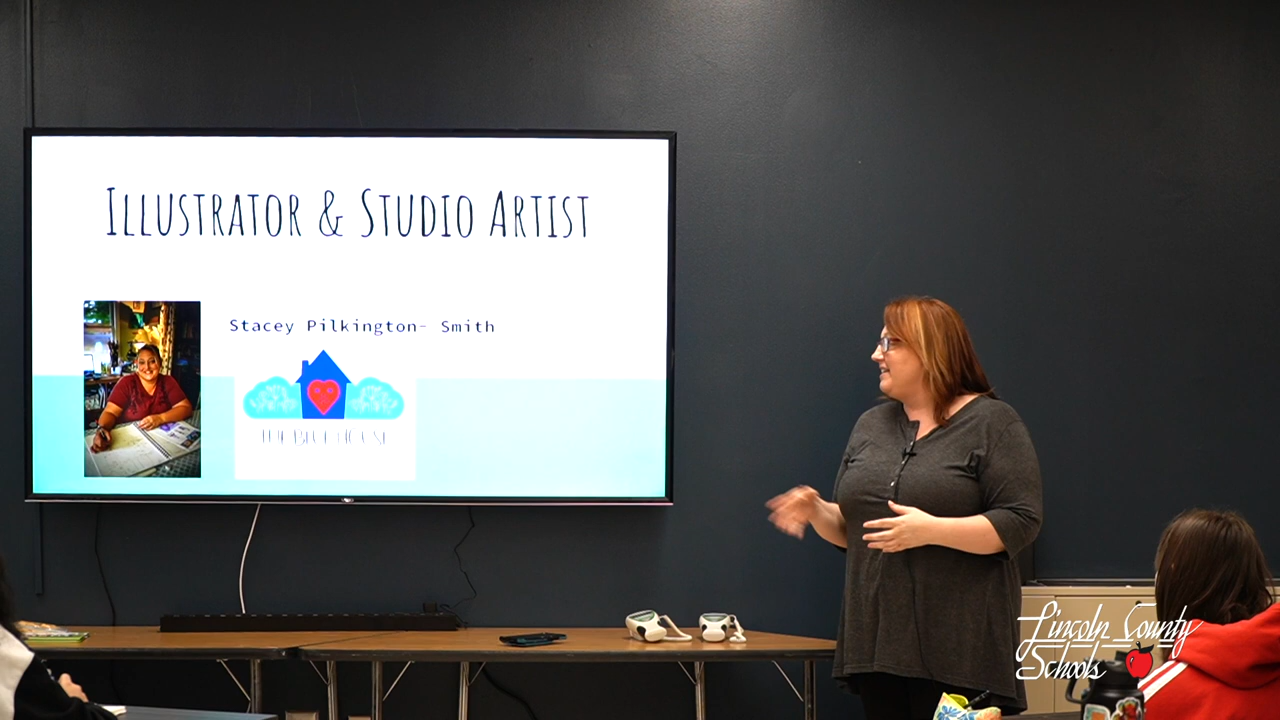 ILLUSTRATOR & STUDIO ARTIST
Stacey Pilkington- Smith
THE BLUE HOUSE
Lincoln County
Schools